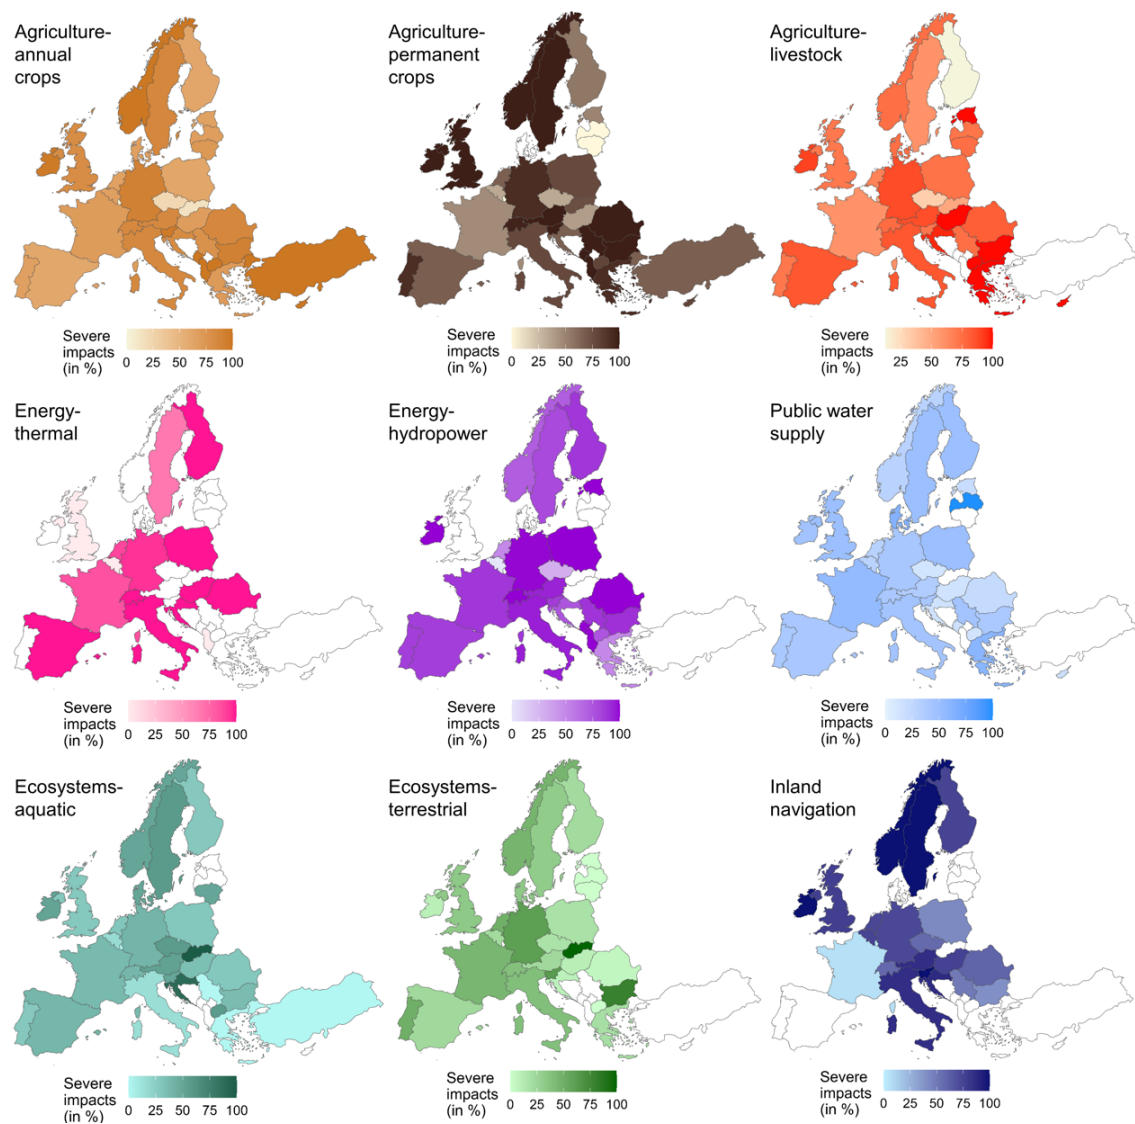 Agriculture-
annual
crops
Agriculture-
permanent
crops
Agriculture-
livestock
Severe
impacts
(in %)
0 25 50 75 100
Severe
impacts
(in %)
0 25 50 75 100
Severe
impacts
(in %)
25 50 75 100
Energy-
thermal
Energy-
hydropower
Public water
supply
Severe
impacts
(in %)
0 25 50 75 100
Severe
impacts
(in %)
0 25 50 75 100
Severe
impacts
(in %)
0 25 50 75 100
Ecosystems-
aquatic
Ecosystems-
terrestrial
Inland
navigation
Severe
impacts
(in %)
0 25 50 75 100
Severe
impacts
(in %)
0 25 50 75 100
Severe
impacts
(in %)
0 25 50 75 100